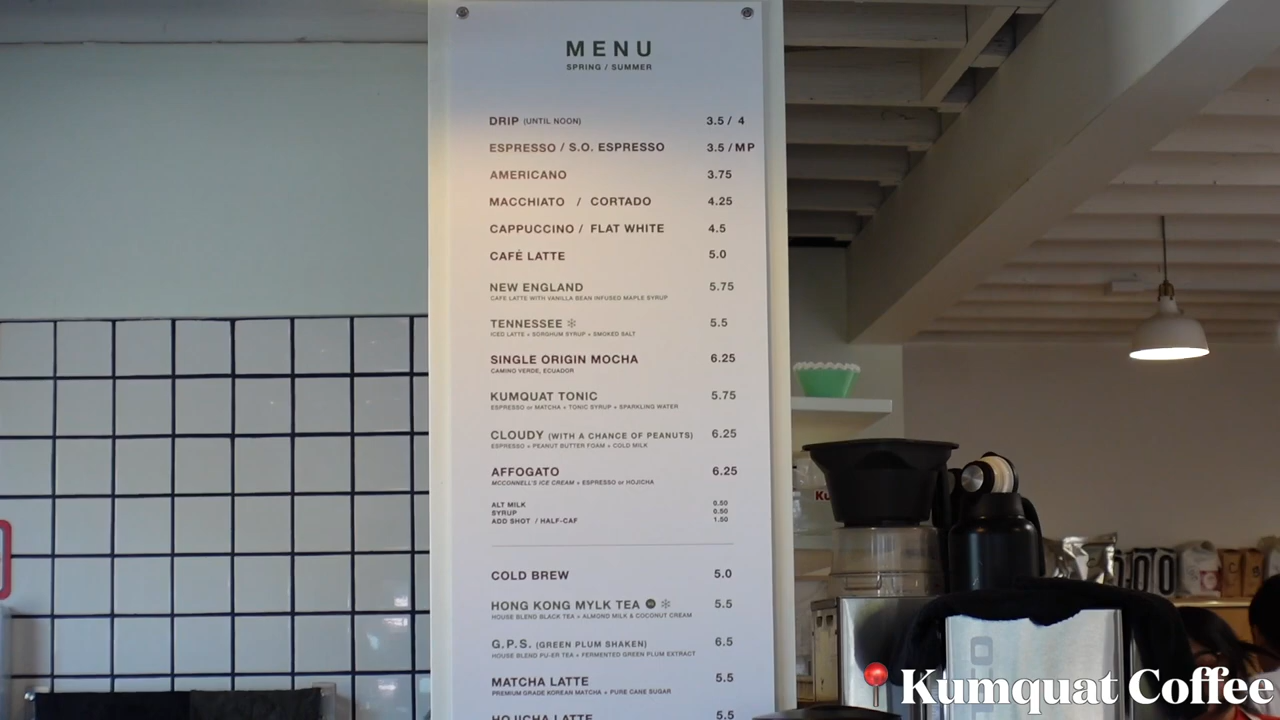 MENU
SPRING / SUMMER
DRIP (UNTIL NOON) 3.5 / 4
ESPRESSO / S.O. ESPRESSO 3.5 / MP
AMERICANO 3.75
MACCHIATO / CORTADO 4.25
CAPPUCCINO / FLAT WHITE 4.5
CAFÈ LATTE 5.0
NEW ENGLAND 5.75
CAFE LATTE WITH VANILLA BEAN INFUSED MAPLE SYRUP
TENNESSEE ❄ 5.5
ICED LATTE + SORGHUM SYRUP + SMOKED SALT
SINGLE ORIGIN MOCHA 6.25
CAMINO VERDE, ECUADOR
KUMQUAT TONIC 5.75
ESPRESSO or MATCHA + TONIC SYRUP + SPARKLING WATER
CLOUDY (WITH A CHANCE OF PEANUTS) 6.25
ESPRESSO + PEANUT BUTTER FOAM + COLD MILK
AFFOGATO 6.25
MCCONNELL'S ICE CREAM + ESPRESSO or HOJICHA
ALT MILK 0.50
SYRUP 0.50
ADD SHOT / HALF-CAF 1.50
COLD BREW 5.0
HONG KONG MYLK TEA ❄ 5.5
HOUSE BLEND BLACK TEA + ALMOND MILK & COCONUT CREAM
G.P.S. (GREEN PLUM SHAKEN) 6.5
HOUSE BLEND PU-ER TEA + FERMENTED GREEN PLUM EXTRACT
MATCHA LATTE 5.5
PREMIUM GRADE KOREAN MATCHA + PURE CANE SUGAR
HOJICHA LATTE 5.5
Ku
📍Kumquat Coffee